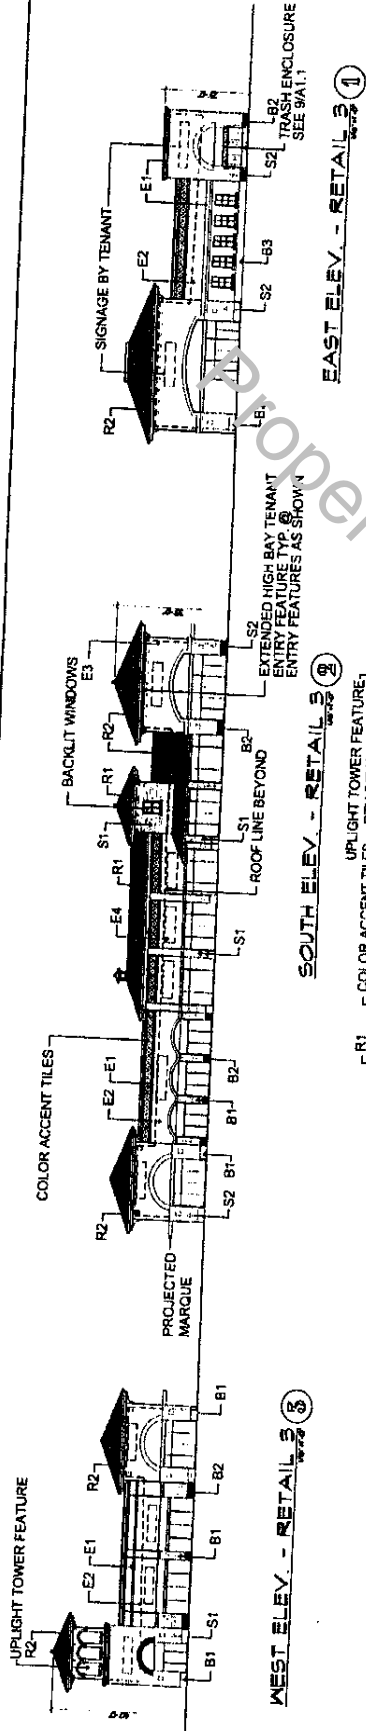 UPLIGHT TOWER FEATURE
R2
E2
E1
R2
B1
S1
B1
B2
B1
WEST ELEV. - RETAIL 3 3
COLOR ACCENT TILES
R2
E2
E1
E4
R1
S1
BACKLIT WINDOWS
R1
R2
E3
PROJECTED
MARQUE
S2
B1
B1
B2
S1
S1
ROOF LINE BEYOND
B2
S2
EXTENDED HIGH BAY TENANT
ENTRY FEATURE TYP. @
ENTRY FEATURES AS SHOWN
SOUTH ELEV. - RETAIL 3 2
R2
SIGNAGE BY TENANT
E2
E1
S2
B3
S2
B2
TRASH ENCLOSURE
SEE 9/A1.1
EAST ELEV. - RETAIL 3 1
UPLIGHT TOWER FEATURE
R1
Proper